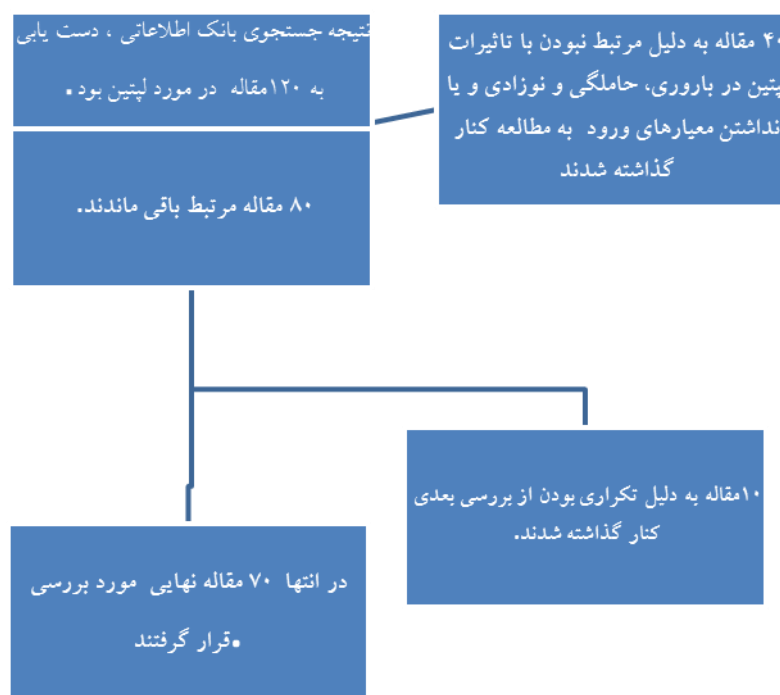 نتیجه جستجوی بانک اطلاعاتی ، دست یابی
به ۱۲۰مقاله در مورد لپتین بود .
۴۰ مقاله به دلیل مرتبط نبودن با تاثیرات
لپتین در باروری، حاملگی و نوزادی و یا
نداشتن معیارهای ورود به مطالعه کنار
گذاشته شدند
۸۰ مقاله مرتبط باقی ماندند.
۱۰مقاله به دلیل تکراری بودن از بررسی بعدی
کنار گذاشته شدند.
در انتها ۷۰ مقاله نهایی مورد بررسی
قرار گرفتند.